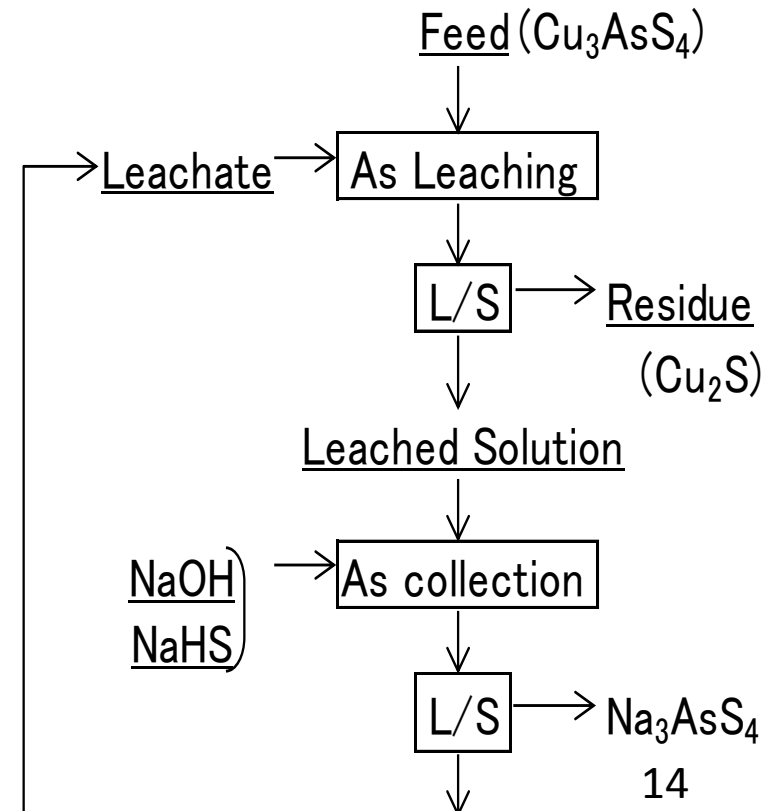 Feed (Cu₃AsS₄)
Leachate
As Leaching
L/S
Residue
(Cu₂S)
Leached Solution
NaOH
NaHS
As collection
L/S
Na₃AsS₄
14